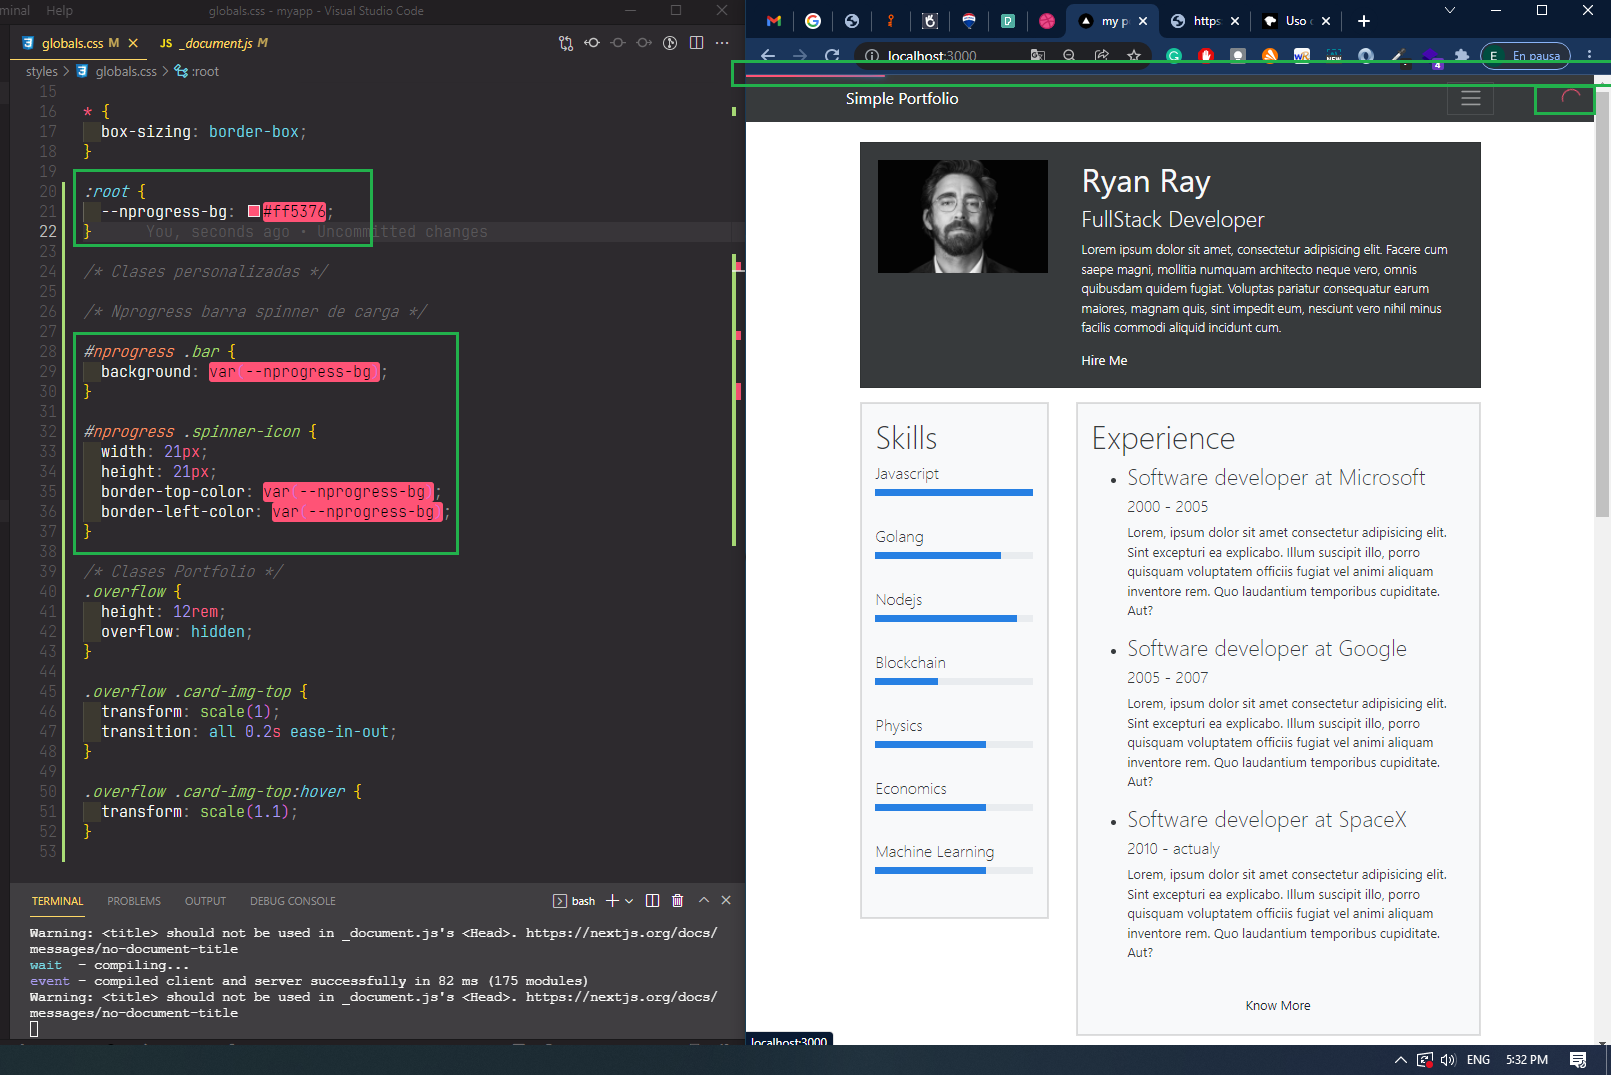 minal Help
globals.css - myapp - Visual Studio Code
globals.css M
JS _document.js M
styles > globals.css > :root
15
16 * {
17 box-sizing: border-box;
18 }
19
20 :root {
21 --nprogress-bg: #ff5376;
22 } You, seconds ago • Uncommitted changes
23
24 /* Clases personalizadas */
25
26 /* Nprogress barra spinner de carga */
27
28 #nprogress .bar {
29 background: var(--nprogress-bg);
30 }
31
32 #nprogress .spinner-icon {
33 width: 21px;
34 height: 21px;
35 border-top-color: var(--nprogress-bg);
36 border-left-color: var(--nprogress-bg);
37 }
38
39 /* Clases Portfolio */
40 .overflow {
41 height: 12rem;
42 overflow: hidden;
43 }
44
45 .overflow .card-img-top {
46 transform: scale(1);
47 transition: all 0.2s ease-in-out;
48 }
49
50 .overflow .card-img-top:hover {
51 transform: scale(1.1);
52 }
53
TERMINAL PROBLEMS OUTPUT DEBUG CONSOLE
bash
Warning: <title> should not be used in _document.js's <Head>. https://nextjs.org/docs/
messages/no-document-title
wait - compiling...
event - compiled client and server successfully in 82 ms (175 modules)
Warning: <title> should not be used in _document.js's <Head>. https://nextjs.org/docs/
messages/no-document-title
my p
https
Uso d
localhost:3000
NEW
4
E En pausa
Simple Portfolio
Ryan Ray
FullStack Developer
Lorem ipsum dolor sit amet, consectetur adipisicing elit. Facere cum
saepe magni, mollitia numquam architecto neque vero, omnis
quibusdam quidem fugiat. Voluptas pariatur consequatur earum
maiores, magnam quis, sint impedit eum, nesciunt vero nihil minus
facilis commodi aliquid incidunt cum.
Hire Me
Skills
Javascript
Golang
Nodejs
Blockchain
Physics
Economics
Machine Learning
Experience
Software developer at Microsoft
2000 - 2005
Lorem, ipsum dolor sit amet consectetur adipisicing elit.
Sint excepturi ea explicabo. Illum suscipit illo, porro
quisquam voluptatem officiis fugiat vel animi aliquam
inventore rem. Quo laudantium temporibus cupiditate.
Aut?
Software developer at Google
2005 - 2007
Lorem, ipsum dolor sit amet consectetur adipisicing elit.
Sint excepturi ea explicabo. Illum suscipit illo, porro
quisquam voluptatem officiis fugiat vel animi aliquam
inventore rem. Quo laudantium temporibus cupiditate.
Aut?
Software developer at SpaceX
2010 - actualy
Lorem, ipsum dolor sit amet consectetur adipisicing elit.
Sint excepturi ea explicabo. Illum suscipit illo, porro
quisquam voluptatem officiis fugiat vel animi aliquam
inventore rem. Quo laudantium temporibus cupiditate.
Aut?
Know More
localhost:3000
ENG 5:32 PM